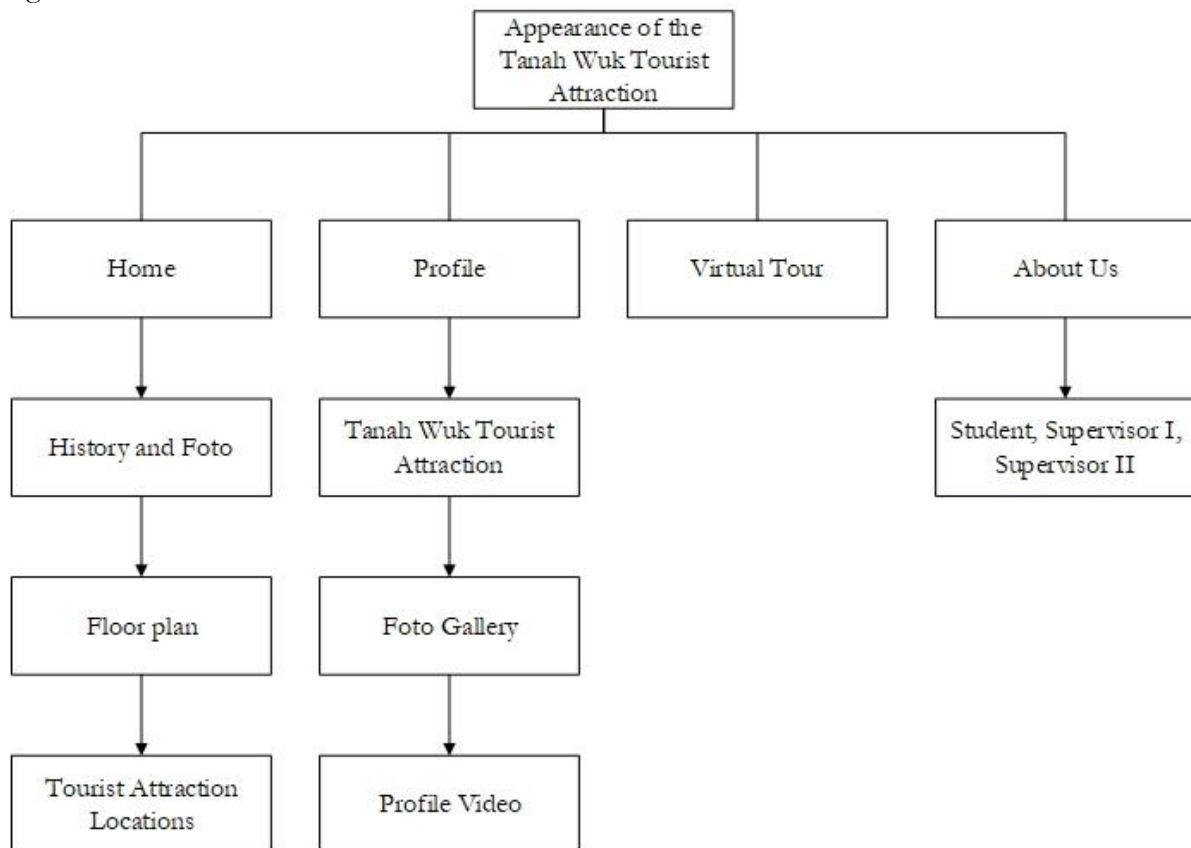 Appearance of the
Tanah Wuk Tourist
Attraction
Home
Profile
Virtual Tour
About Us
History and Foto
Tanah Wuk Tourist
Attraction
Student, Supervisor I,
Supervisor II
Floor plan
Foto Gallery
Tourist Attraction
Locations
Profile Video